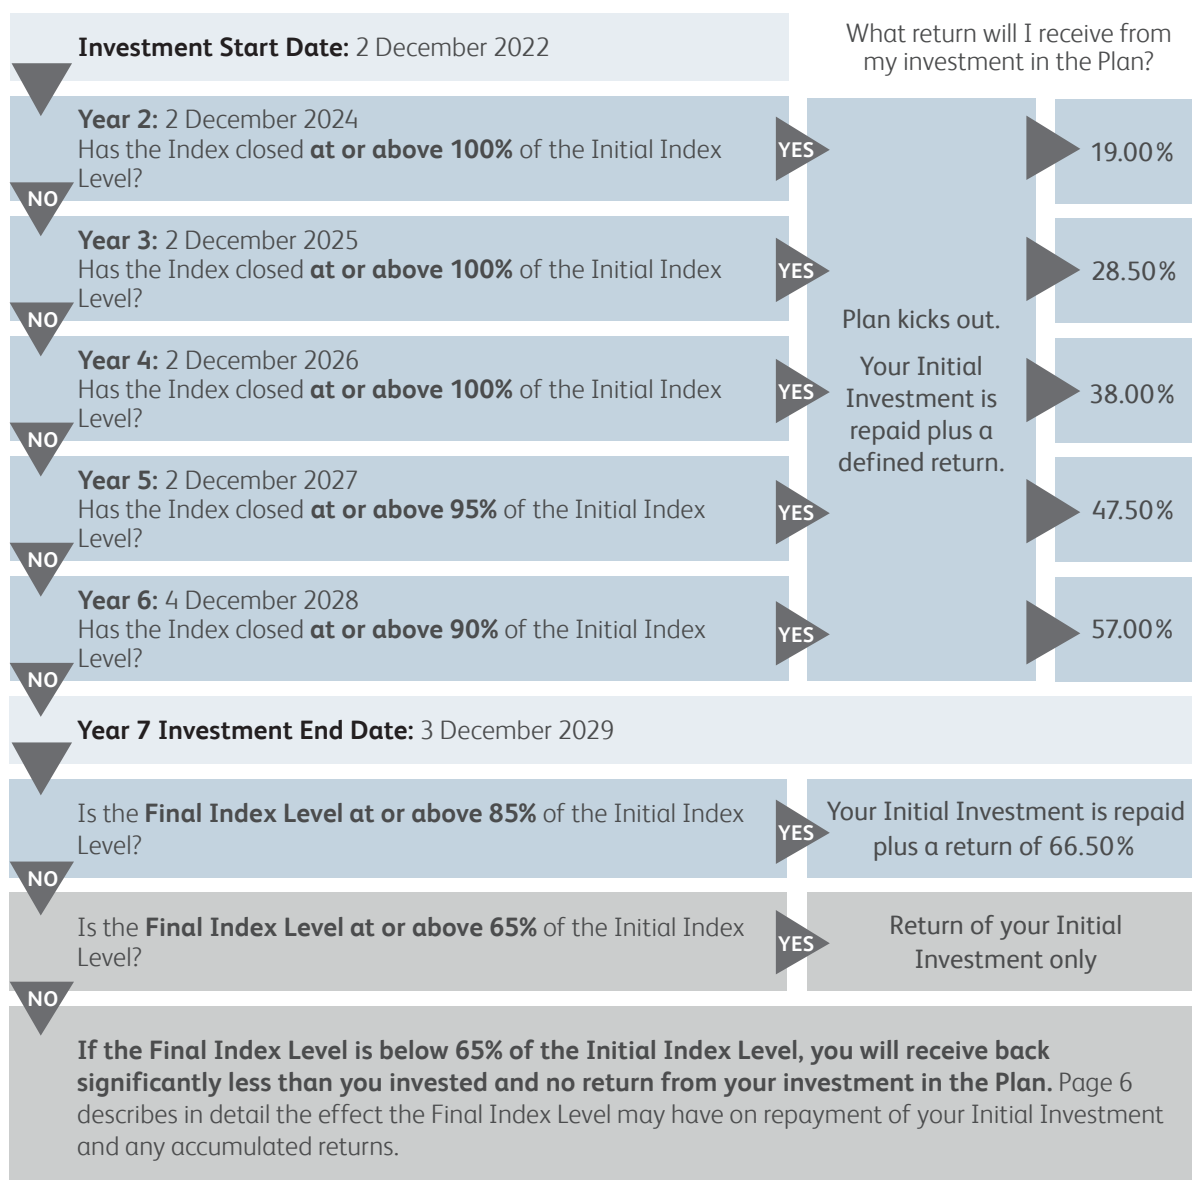 Investment Start Date: 2 December 2022
What return will I receive from
my investment in the Plan?
Year 2: 2 December 2024
Has the Index closed at or above 100% of the Initial Index
Level?
YES
19.00%
NO
Year 3: 2 December 2025
Has the Index closed at or above 100% of the Initial Index
Level?
YES
28.50%
NO
Year 4: 2 December 2026
Has the Index closed at or above 100% of the Initial Index
Level?
YES
38.00%
NO
Year 5: 2 December 2027
Has the Index closed at or above 95% of the Initial Index
Level?
YES
47.50%
NO
Year 6: 4 December 2028
Has the Index closed at or above 90% of the Initial Index
Level?
YES
57.00%
NO
Plan kicks out.
Your Initial
Investment is
repaid plus a
defined return.
Year 7 Investment End Date: 3 December 2029
Is the Final Index Level at or above 85% of the Initial Index
Level?
YES
Your Initial Investment is repaid
plus a return of 66.50%
NO
Is the Final Index Level at or above 65% of the Initial Index
Level?
YES
Return of your Initial
Investment only
NO
If the Final Index Level is below 65% of the Initial Index Level, you will receive back
significantly less than you invested and no return from your investment in the Plan. Page 6
describes in detail the effect the Final Index Level may have on repayment of your Initial Investment
and any accumulated returns.